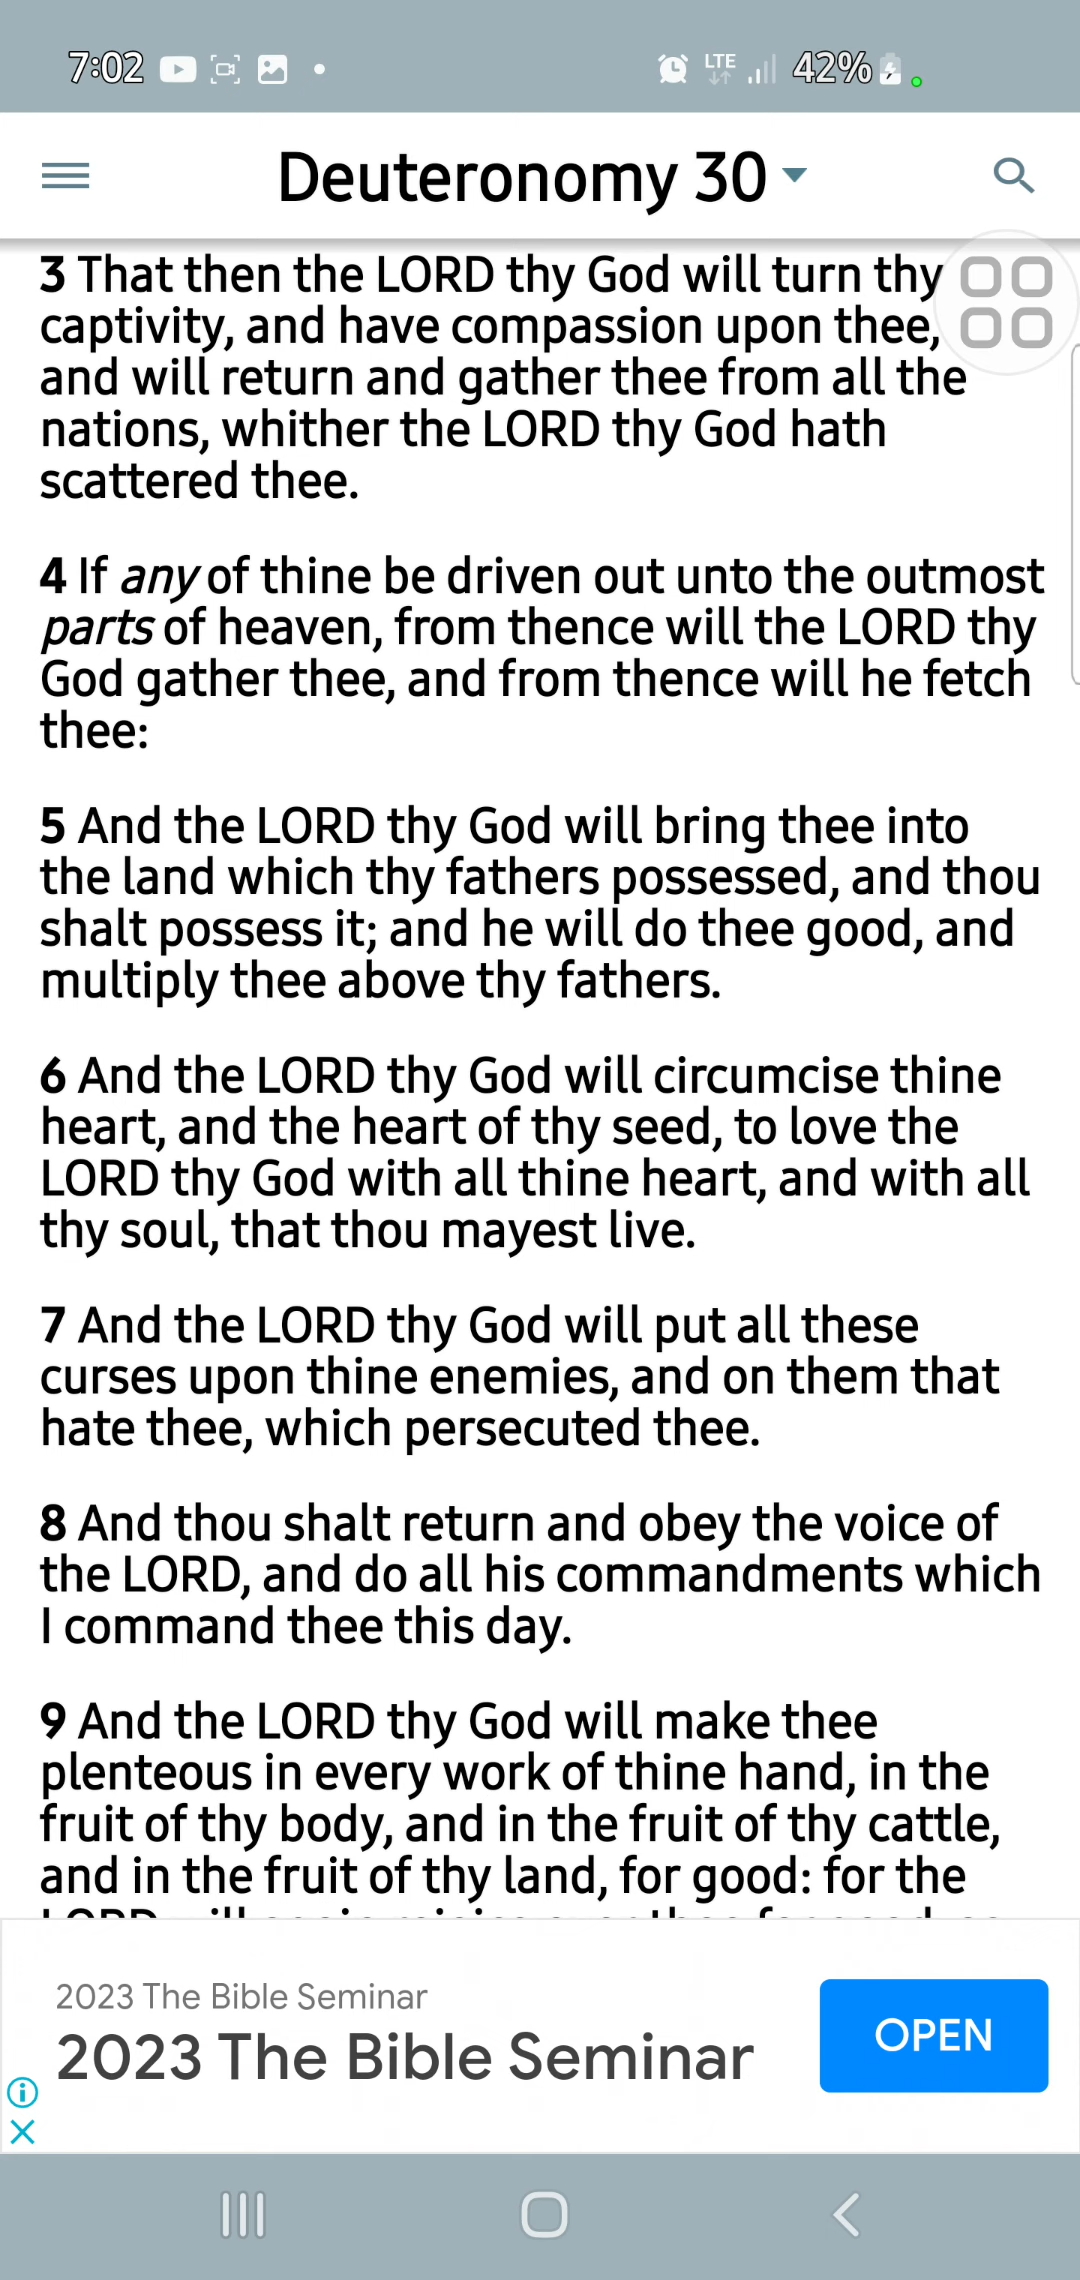 7:02
LTE
42%
Deuteronomy 30
3 That then the LORD thy God will turn thy
captivity, and have compassion upon thee,
and will return and gather thee from all the
nations, whither the LORD thy God hath
scattered thee.
4 If any of thine be driven out unto the outmost
parts of heaven, from thence will the LORD thy
God gather thee, and from thence will he fetch
thee:
5 And the LORD thy God will bring thee into
the land which thy fathers possessed, and thou
shalt possess it; and he will do thee good, and
multiply thee above thy fathers.
6 And the LORD thy God will circumcise thine
heart, and the heart of thy seed, to love the
LORD thy God with all thine heart, and with all
thy soul, that thou mayest live.
7 And the LORD thy God will put all these
curses upon thine enemies, and on them that
hate thee, which persecuted thee.
8 And thou shalt return and obey the voice of
the LORD, and do all his commandments which
I command thee this day.
9 And the LORD thy God will make thee
plenteous in every work of thine hand, in the
fruit of thy body, and in the fruit of thy cattle,
and in the fruit of thy land, for good: for the
2023 The Bible Seminar
2023 The Bible Seminar
OPEN